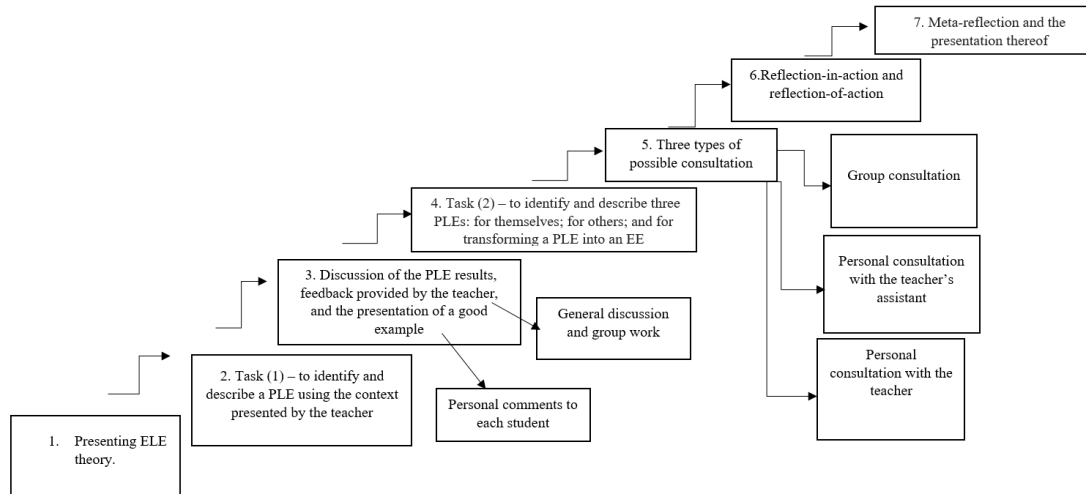 7. Meta-reflection and the
presentation thereof
6.Reflection-in-action and
reflection-of-action
5. Three types of
possible consultation
Group consultation
4. Task (2) – to identify and describe three
PLEs: for themselves; for others; and for
transforming a PLE into an EE
Personal consultation
with the teacher’s
assistant
3. Discussion of the PLE results,
feedback provided by the teacher,
and the presentation of a good
example
General discussion
and group work
Personal
consultation with the
teacher
2. Task (1) – to identify and
describe a PLE using the context
presented by the teacher
Personal comments to
each student
1. Presenting ELE
theory.